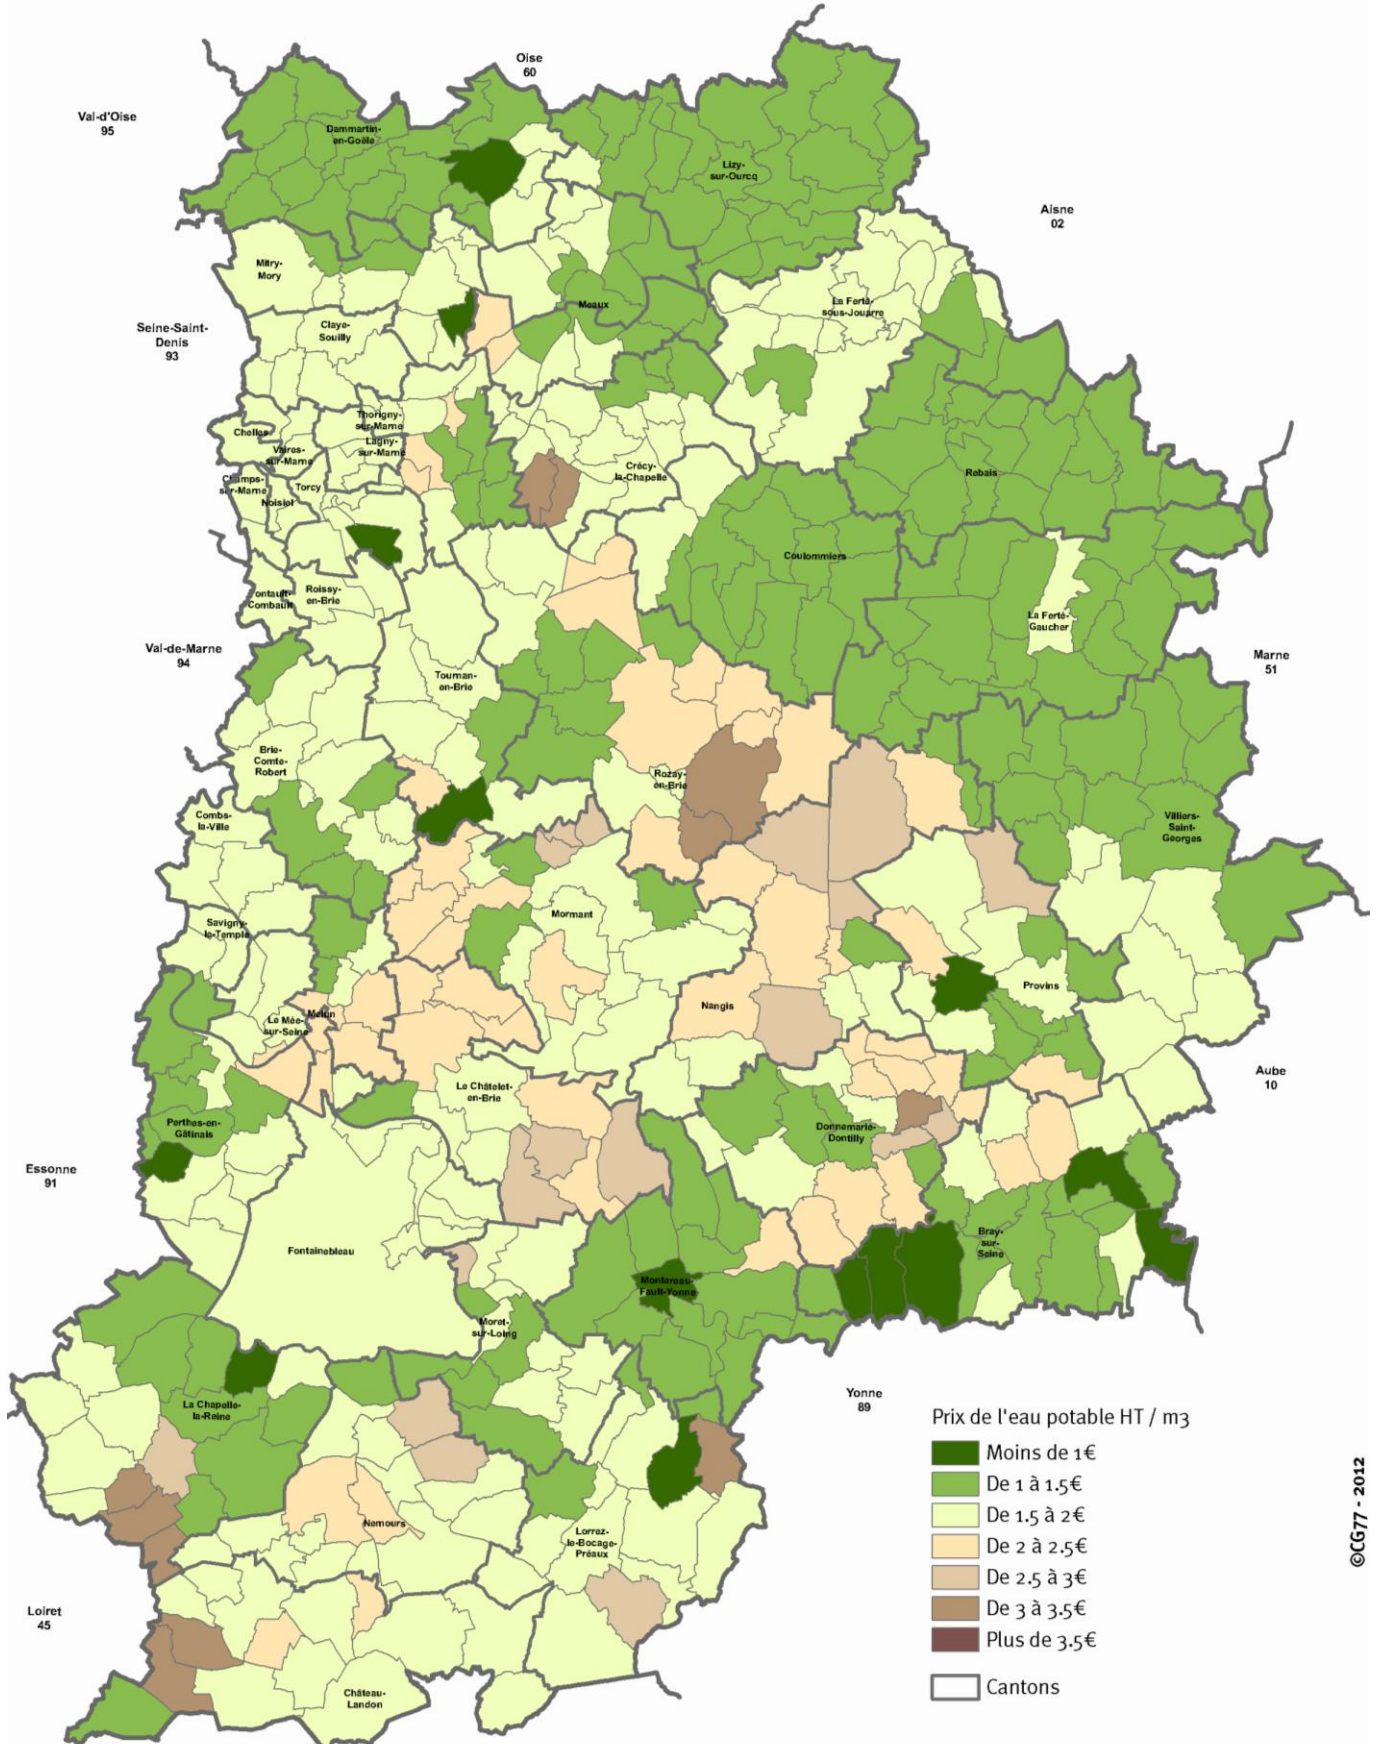 Oise
60
Val-d'Oise
95
Dammartin-
en-Goële
Lizy-
sur-Ourcq
Aisne
02
Mitry-
Mory
Meaux
La Ferté-
sous-Jouarre
Seine-Saint-
Denis
93
Claye-
Souilly
Thorigny-
sur-Marne
Chelles
Lagny-
sur-Marne
Vaires-
sur-Marne
Crécy-
la-Chapelle
Rebais
Champs-
sur-Marne
Torcy
Noisiel
Coulommiers
Roissy-
en-Brie
ontault-
Combault
La Ferté-
Gaucher
Val-de-Marne
94
Marne
51
Tournan-
en-Brie
Brie-
Comte-
Robert
Rozay-
en-Brie
Combs-
la-Ville
Villiers-
Saint-
Georges
Mormant
Savigny-
le-Temple
Provins
Nangis
Melun
Le Mée-
sur-Seine
Aube
10
Le Châtelet-
en-Brie
Perthes-en-
Gâtinais
Donnemarie-
Dontilly
Essonne
91
Bray-
sur-
Seine
Fontainebleau
Montereau-
Fault-Yonne
Moret-
sur-Loing
La Chapelle-
la-Reine
Yonne
89
Nemours
Lorrez-
le-Bocage-
Préaux
Loiret
45
Château-
Landon
Prix de l'eau potable HT / m3
Moins de 1€
De 1 à 1.5€
De 1.5 à 2€
De 2 à 2.5€
De 2.5 à 3€
De 3 à 3.5€
Plus de 3.5€
Cantons
©CG77 - 2012